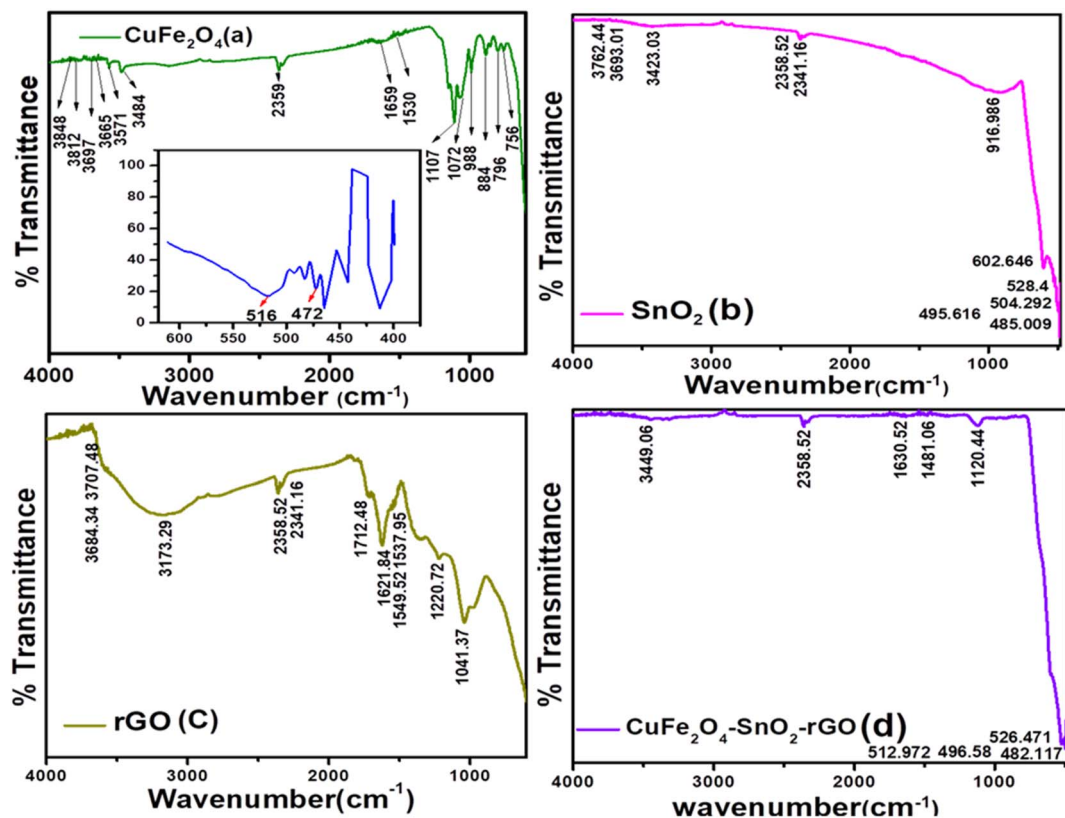 CuFe₂O₄(a)
% Transmittance
3848
3812
3697
3665
3571
3484
2359
1659
1530
1107
1072
988
884
796
756
100
80
60
40
20
0
516
472
600 550 500 450 400
4000 3000 2000 1000
Wavenumber (cm⁻¹)
% Transmittance
3762.44
3693.01
3423.03
2358.52
2341.16
916.986
602.646
528.4
504.292
495.616
485.009
SnO₂ (b)
4000 3000 2000 1000
Wavenumber(cm⁻¹)
% Transmittance
3684.34 3707.48
3173.29
2358.52
2341.16
1712.48
1621.84
1549.52 1537.95
1220.72
1041.37
rGO (C)
4000 3000 2000 1000
Wavenumber(cm⁻¹)
% Transmittance
3449.06
2358.52
1630.52
1481.06
1120.44
CuFe₂O₄-SnO₂-rGO (d)
526.471
512.972 496.58 482.117
4000 3000 2000 1000
wavenumber(cm⁻¹)